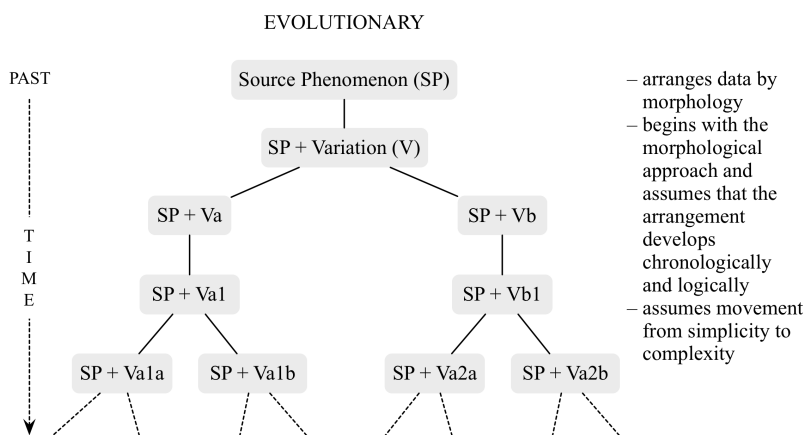 EVOLUTIONARY
PAST
Source Phenomenon (SP)
SP + Variation (V)
SP + Va
SP + Vb
SP + Va1
SP + Vb1
SP + Va1a
SP + Va1b
SP + Va2a
SP + Va2b
T
I
M
E
– arranges data by
morphology
– begins with the
morphological
approach and
assumes that the
arrangement
develops
chronologically
and logically
– assumes movement
from simplicity to
complexity